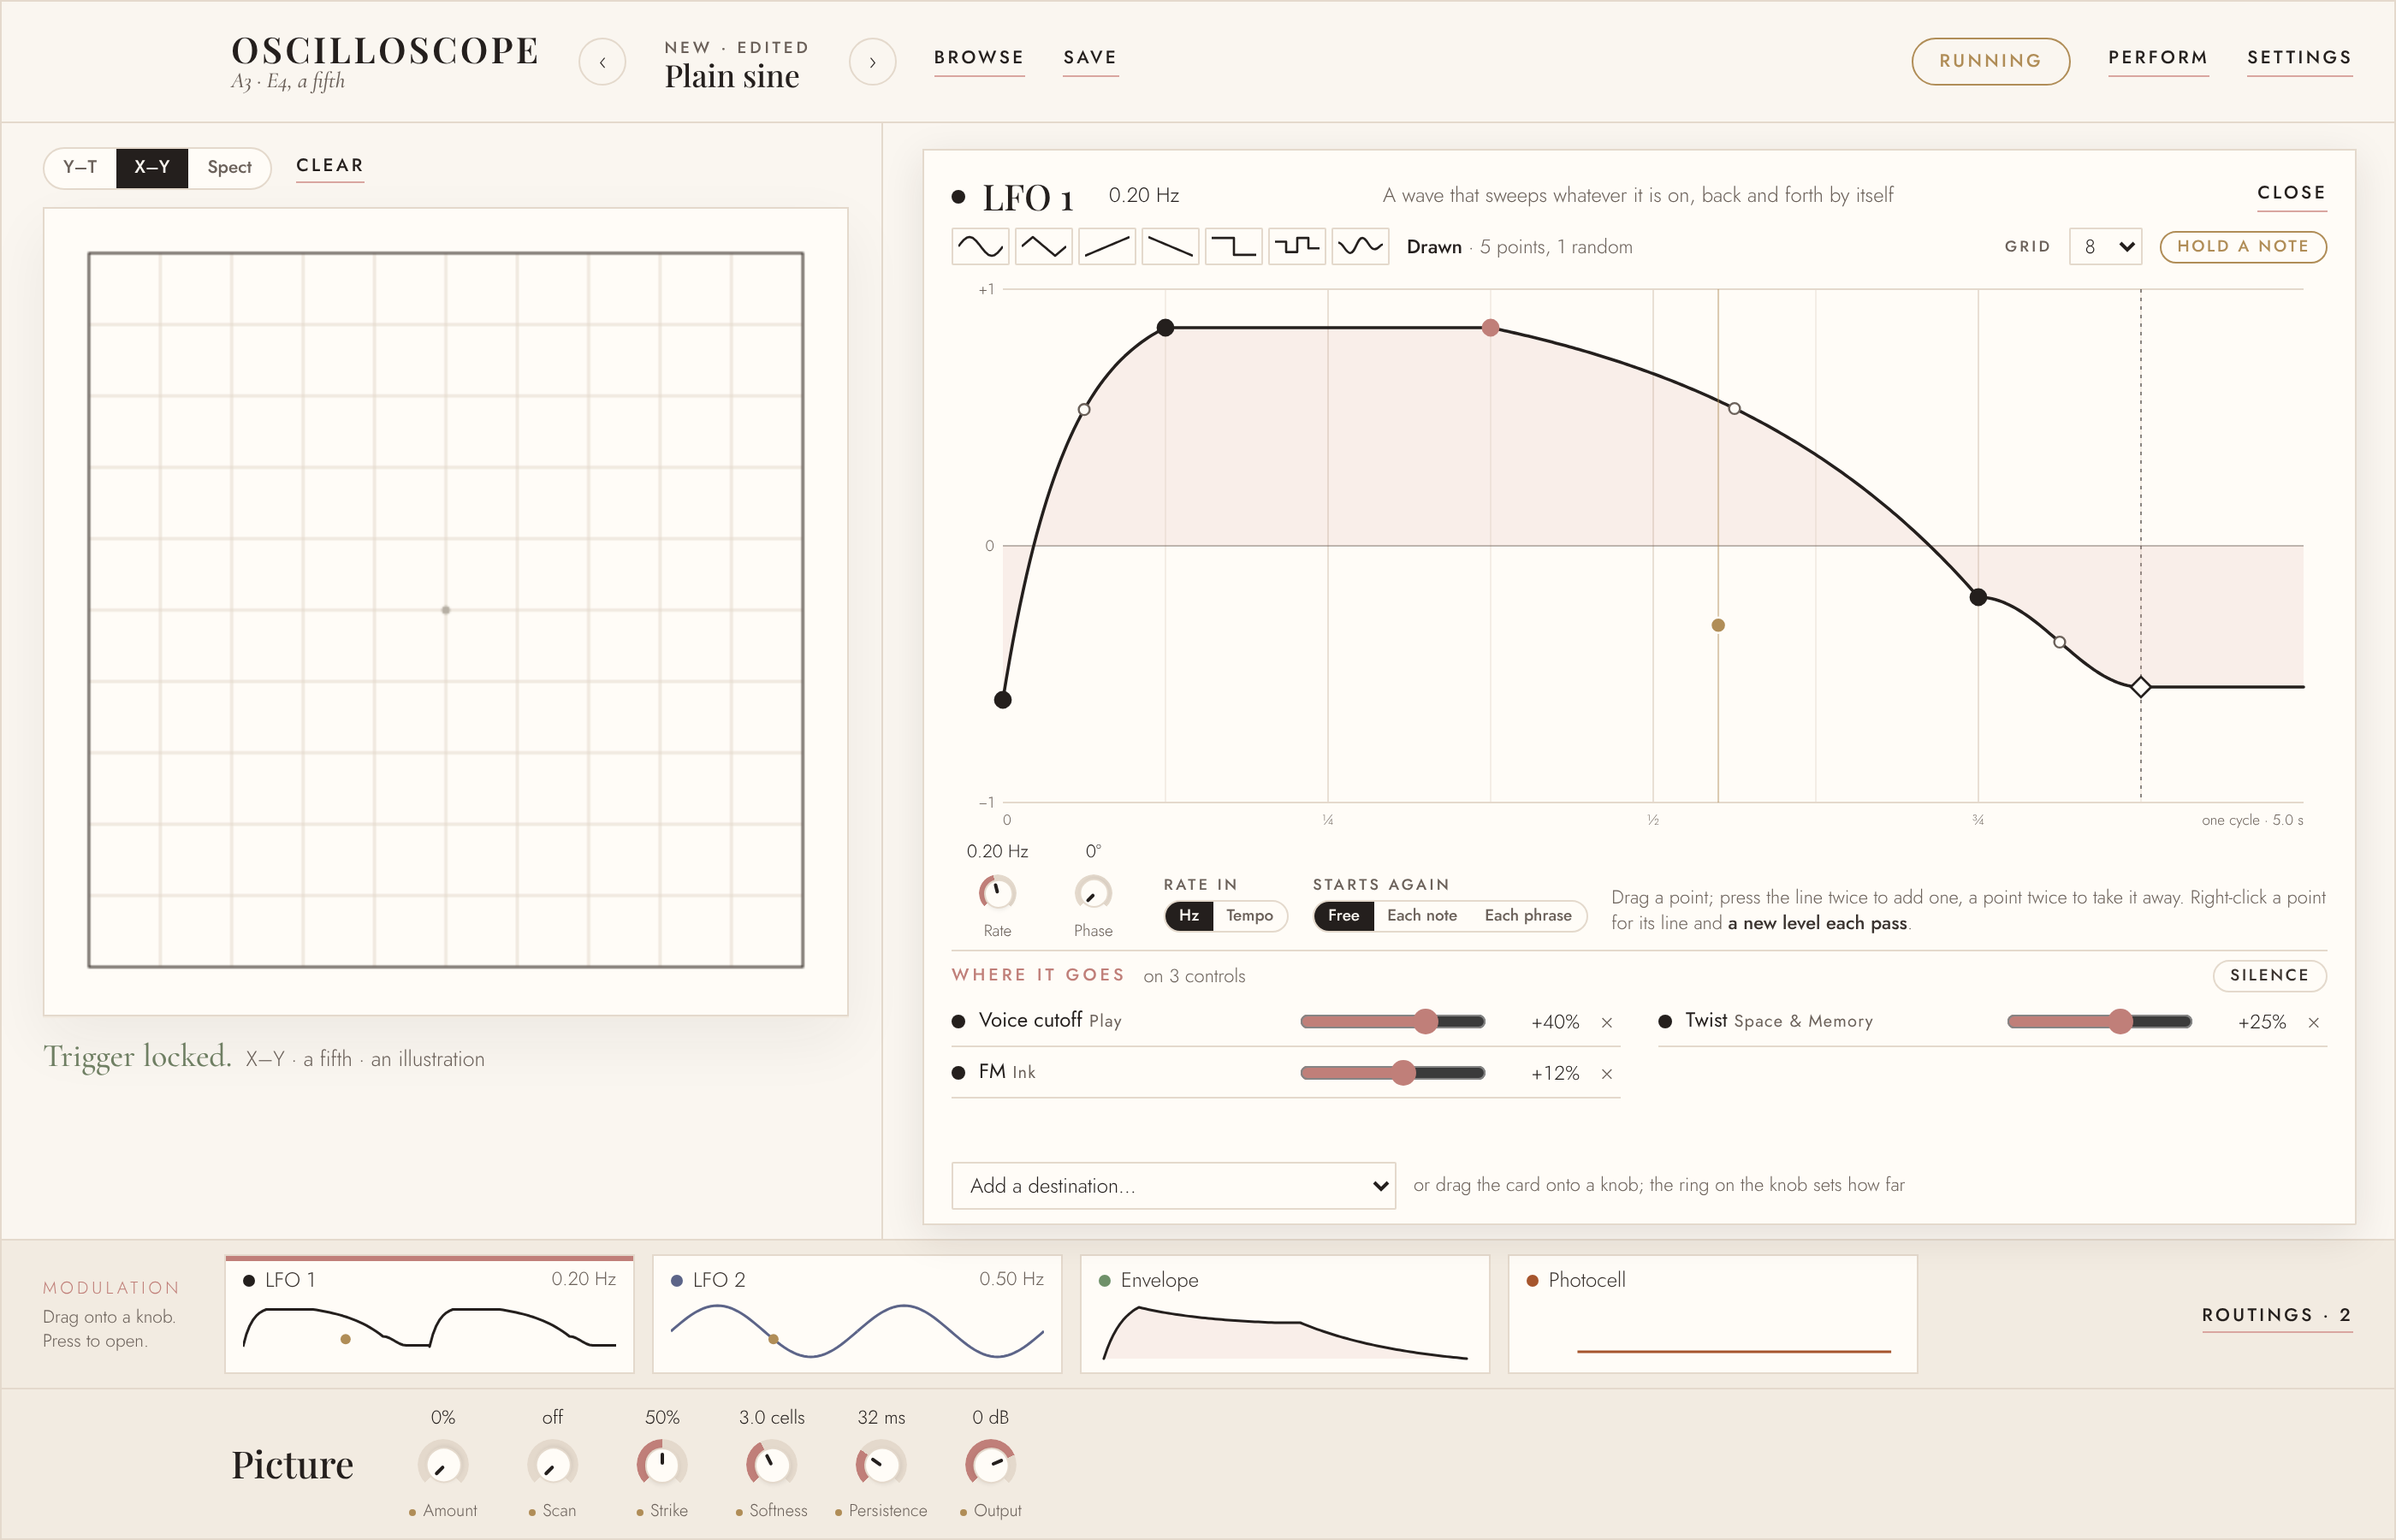 OSCILLOSCOPE
A3 · E4, a fifth
‹
NEW · EDITED
Plain sine
›
BROWSE
SAVE
RUNNING
PERFORM
SETTINGS
Y–T
X–Y
Spect
CLEAR
Trigger locked. X–Y · a fifth · an illustration
LFO 1
0.20 Hz
A wave that sweeps whatever it is on, back and forth by itself
CLOSE
Drawn · 5 points, 1 random
GRID
8
HOLD A NOTE
+1
0
−1
0
¼
½
¾
one cycle · 5.0 s
0.20 Hz
Rate
0°
Phase
RATE IN
Hz
Tempo
STARTS AGAIN
Free
Each note
Each phrase
Drag a point; press the line twice to add one, a point twice to take it away. Right-click a point
for its line and a new level each pass.
WHERE IT GOES on 3 controls
SILENCE
Voice cutoff Play
+40% ×
Twist Space & Memory
+25% ×
FM Ink
+12% ×
Add a destination...
or drag the card onto a knob; the ring on the knob sets how far
MODULATION
Drag onto a knob.
Press to open.
LFO 1
0.20 Hz
LFO 2
0.50 Hz
Envelope
Photocell
ROUTINGS · 2
Picture
0%
Amount
off
Scan
50%
Strike
3.0 cells
Softness
32 ms
Persistence
0 dB
Output